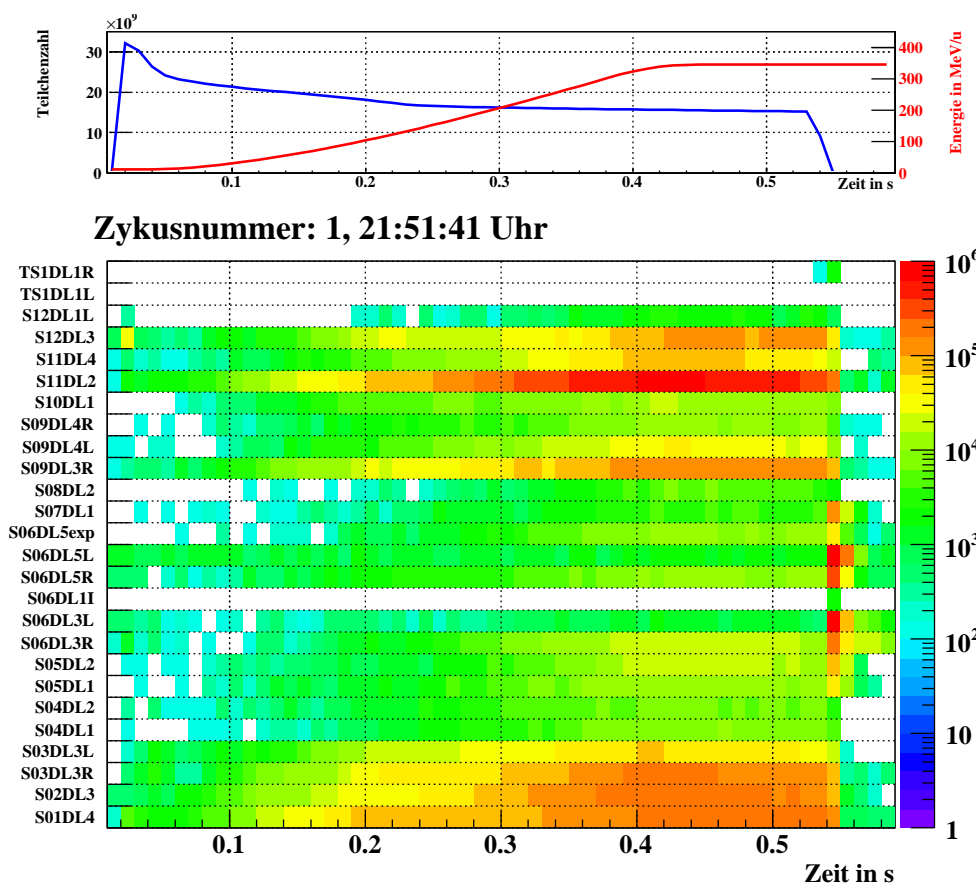 ×10⁹
Teilchenzahl
30
20
10
0
0.1
0.2
0.3
0.4
0.5
Zeit in s
400
300
200
100
0
Energie in MeV/u
Zykusnummer: 1, 21:51:41 Uhr
TS1DL1R
TS1DL1L
S12DL1L
S12DL3
S11DL4
S11DL2
S10DL1
S09DL4R
S09DL4L
S09DL3R
S08DL2
S07DL1
S06DL5exp
S06DL5L
S06DL5R
S06DL1I
S06DL3L
S06DL3R
S05DL2
S05DL1
S04DL2
S04DL1
S03DL3L
S03DL3R
S02DL3
S01DL4
0.1
0.2
0.3
0.4
0.5
Zeit in s
10⁶
10⁵
10⁴
10³
10²
10
1